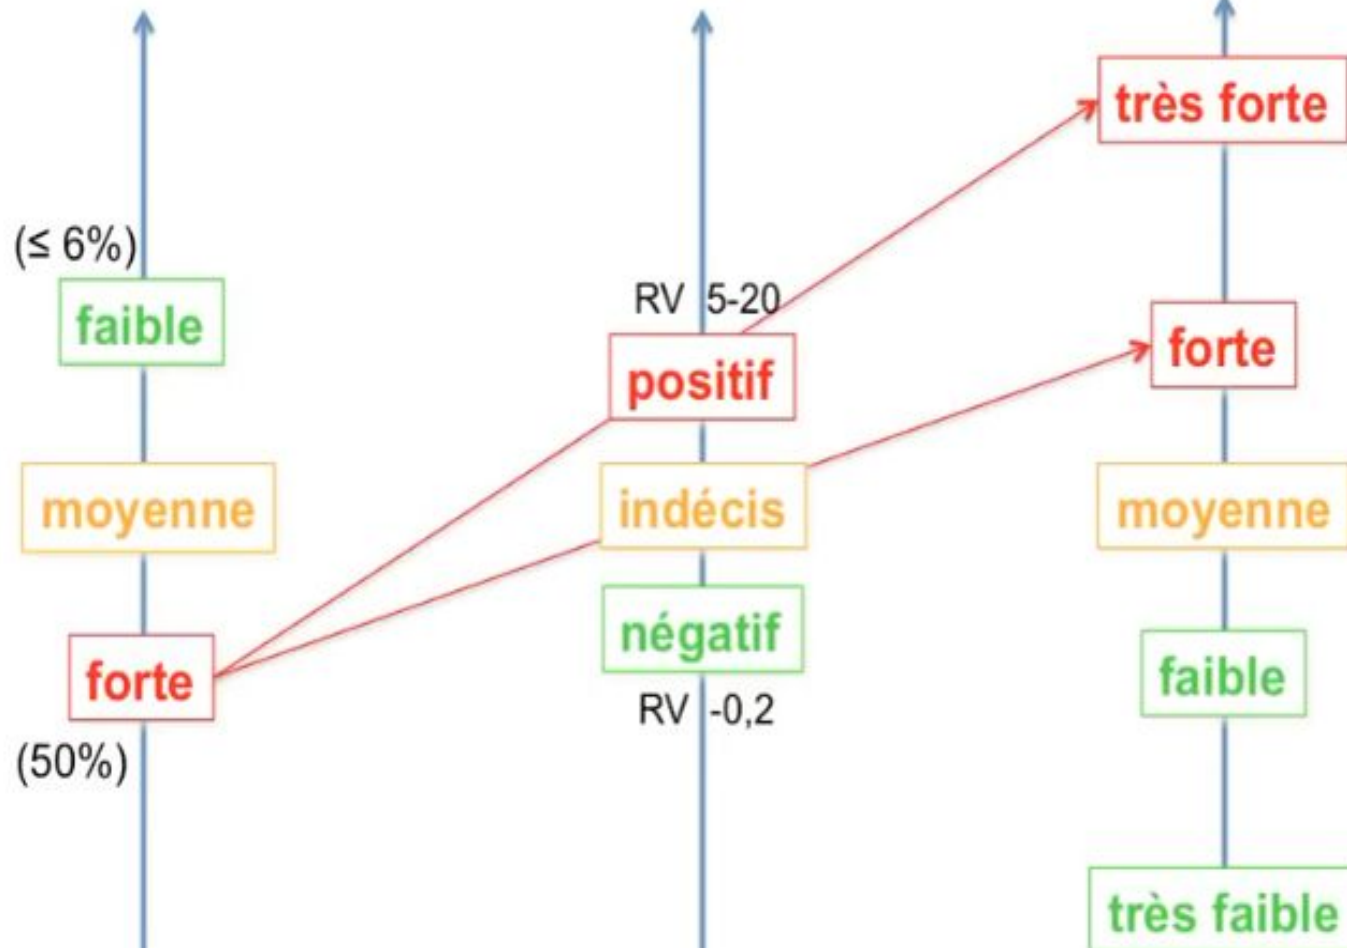 (≤ 6%)
faible
moyenne
forte
(50%)
RV 5-20
positif
indécis
négatif
RV -0,2
très forte
forte
moyenne
faible
très faible